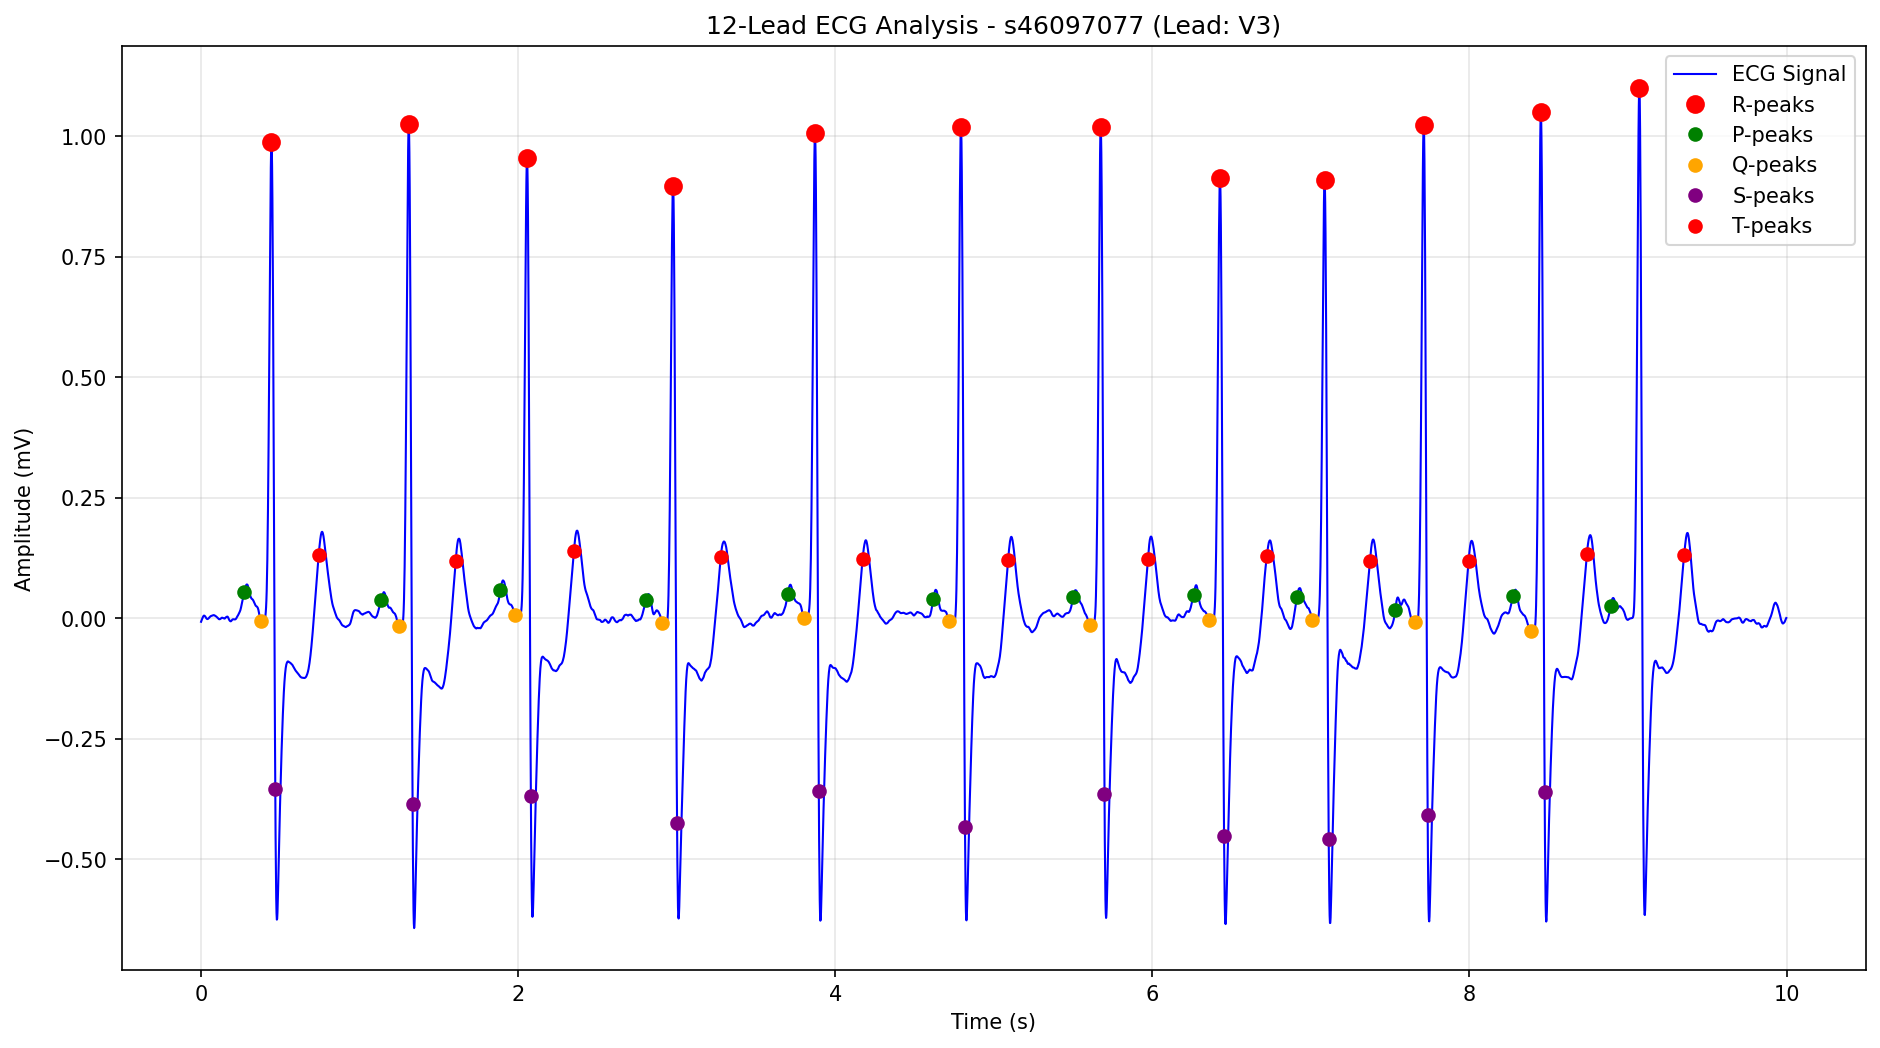 12-Lead ECG Analysis - s46097077 (Lead: V3)
ECG Signal
R-peaks
P-peaks
Q-peaks
S-peaks
T-peaks
Amplitude (mV)
1.00
0.75
0.50
0.25
0.00
−0.25
−0.50
0 2 4 6 8 10
Time (s)